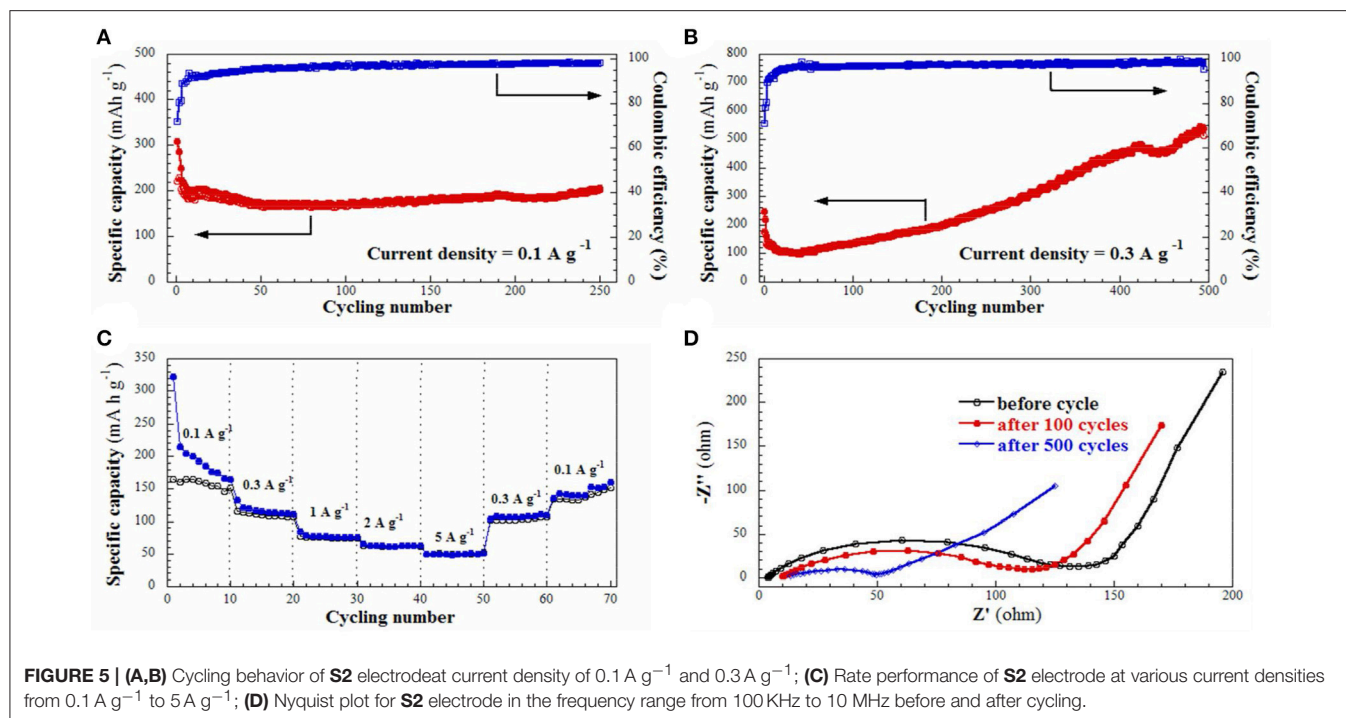 A
500
400
300
200
100
0
Specific capacity (mAh g⁻¹)
100
80
60
40
20
0
Coulombic efficiency (%)
Current density = 0.1 A g⁻¹
0 50 100 150 200 250
Cycling number
B
800
700
600
500
400
300
200
100
0
Specific capacity (mAh g⁻¹)
100
80
60
40
20
0
Coulombic efficiency (%)
Current density = 0.3 A g⁻¹
0 100 200 300 400 500
Cycling number
C
350
300
250
200
150
100
50
0
Specific capacity (mA h g⁻¹)
0.1 A g⁻¹
0.3 A g⁻¹
1 A g⁻¹
2 A g⁻¹
5 A g⁻¹
0.3 A g⁻¹
0.1 A g⁻¹
0 10 20 30 40 50 60 70
Cycling number
D
250
200
150
100
50
0
-Z'' (ohm)
before cycle
after 100 cycles
after 500 cycles
0 50 100 150 200
Z' (ohm)
FIGURE 5 | (A,B) Cycling behavior of S2 electrodeat current density of 0.1 A g⁻¹ and 0.3 A g⁻¹; (C) Rate performance of S2 electrode at various current densities
from 0.1 A g⁻¹ to 5 A g⁻¹; (D) Nyquist plot for S2 electrode in the frequency range from 100 KHz to 10 MHz before and after cycling.